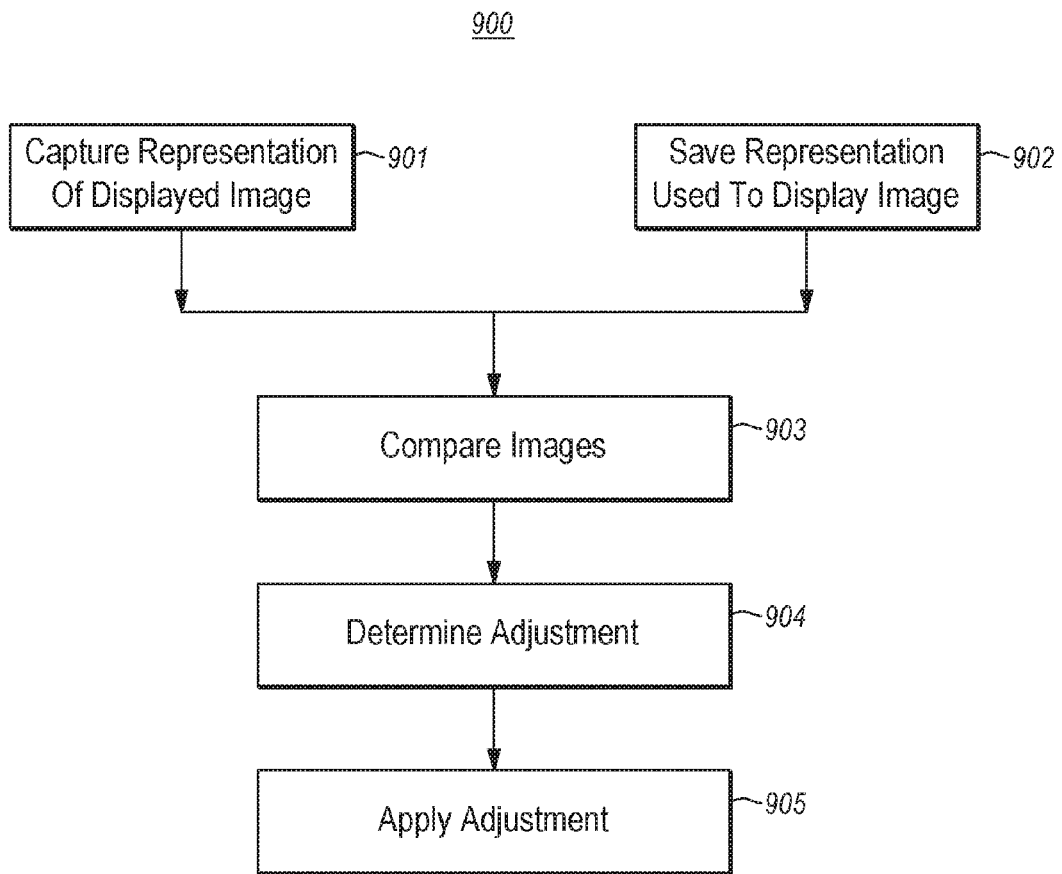 900
Capture Representation
Of Displayed Image
901
Save Representation
Used To Display Image
902
Compare Images
903
Determine Adjustment
904
Apply Adjustment
905